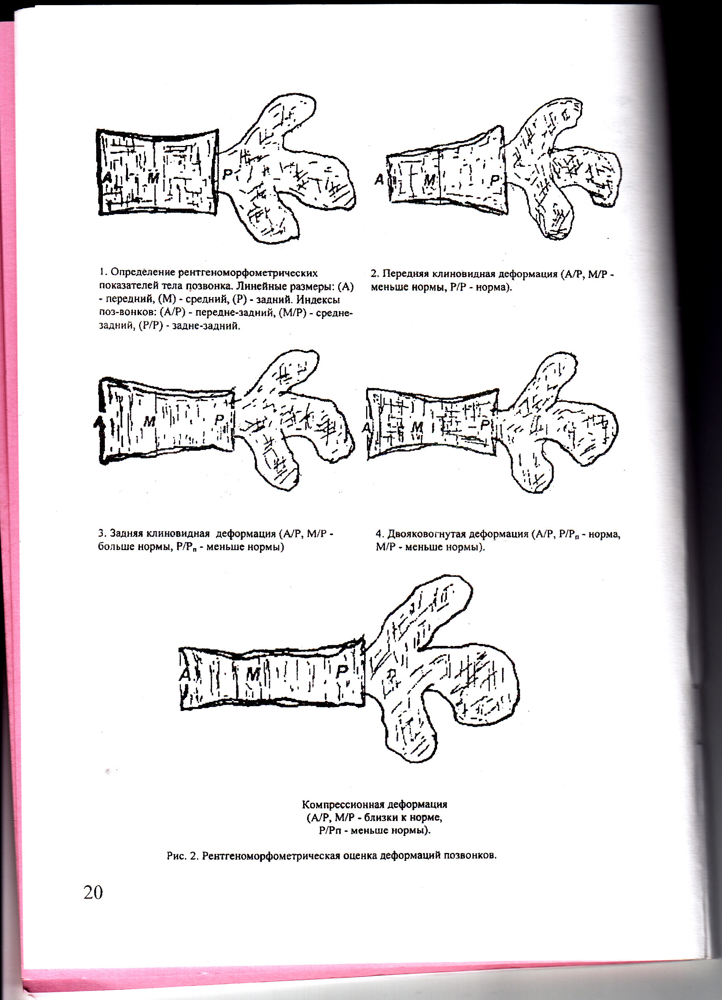 А
М
Р
А
М
Р
1. Определение рентгеноморфометрических
показателей тела позвонка. Линейные размеры: (А)
- передний, (М) - средний, (Р) - задний. Индексы
поз-вонков: (А/Р) - передне-задний, (М/Р) - средне-
задний, (Р/Р) - задне-задний.
2. Передняя клиновидная деформация (А/Р, М/Р -
меньше нормы, Р/Р - норма).
А
М
Р
А
М
Р
3. Задняя клиновидная деформация (А/Р, М/Р -
больше нормы, Р/Рп - меньше нормы)
4. Двояковогнутая деформация (А/Р, Р/Рп - норма,
М/Р - меньше нормы).
А
М
Р
Компрессионная деформация
(А/Р, М/Р - близки к норме,
Р/Рп - меньше нормы).
Рис. 2. Рентгеноморфометрическая оценка деформаций позвонков.
20